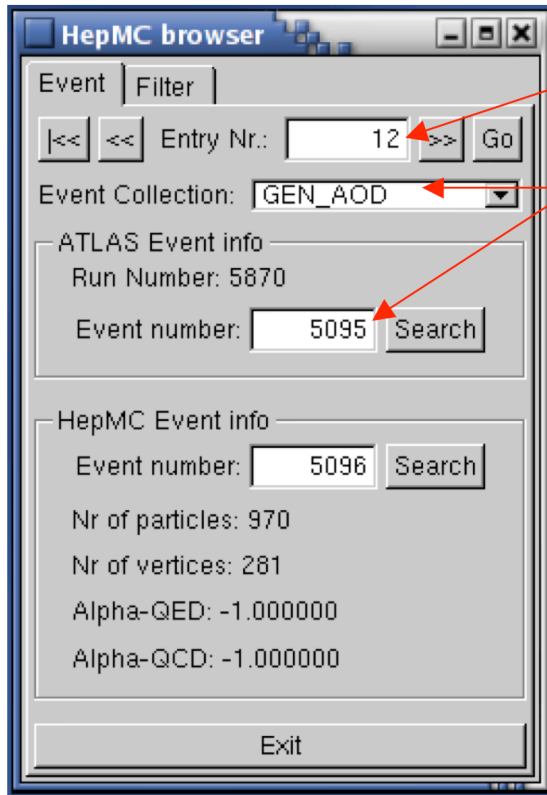 HepMC browser
Event Filter
|<< << Entry Nr.: 12 >> Go
Event Collection: GEN_AOD
ATLAS Event info
Run Number: 5870
Event number: 5095 Search
HepMC Event info
Event number: 5096 Search
Nr of particles: 970
Nr of vertices: 281
Alpha-QED: -1.000000
Alpha-QCD: -1.000000
Exit